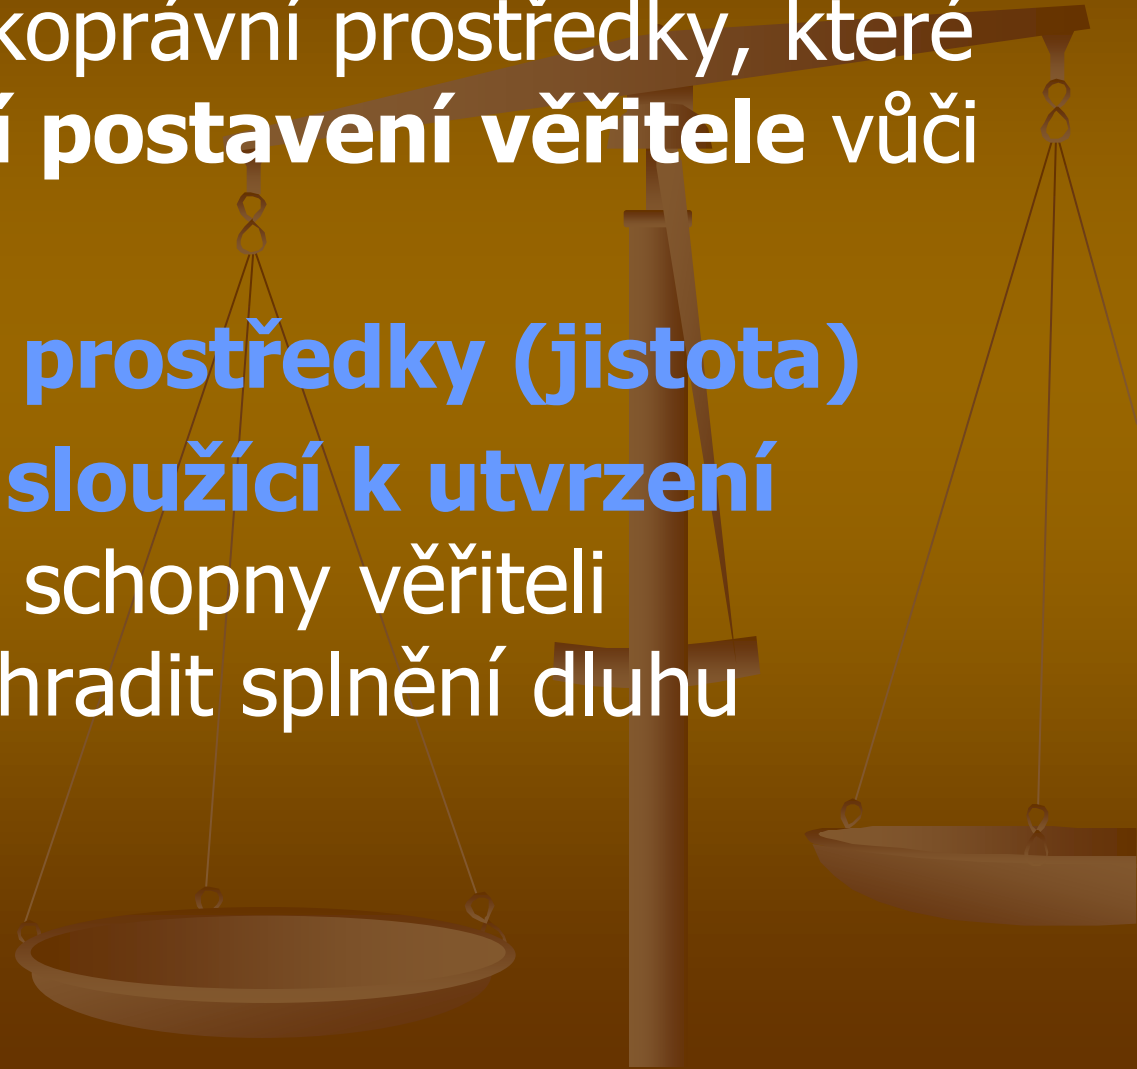 koprávní prostředky, které
í postavení věřitele vůči
prostředky (jistota)
sloužící k utvrzení
schopny věřiteli
hradit splnění dluhu